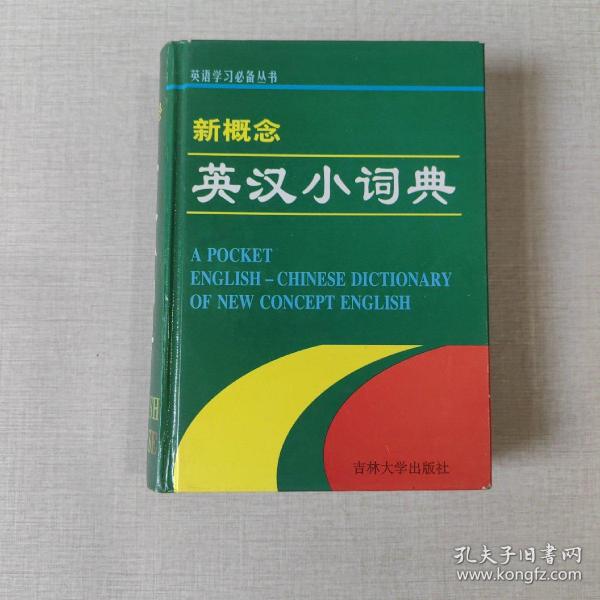 英语学习必备丛书
新概念
英汉小词典
A POCKET
ENGLISH－CHINESE DICTIONARY
OF NEW CONCEPT ENGLISH
吉林大学出版社
孔夫子旧书网
www.kongfz.com